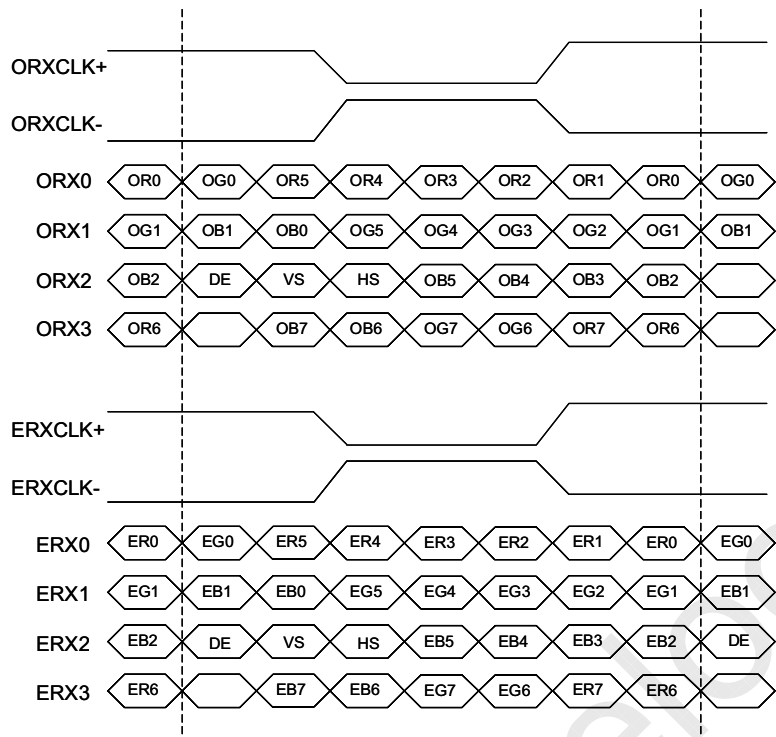 ORXCLK+
ORXCLK-
ORX0 OR0 OG0 OR5 OR4 OR3 OR2 OR1 OR0 OG0
ORX1 OG1 OB1 OB0 OG5 OG4 OG3 OG2 OG1 OB1
ORX2 OB2 DE VS HS OB5 OB4 OB3 OB2
ORX3 OR6 OB7 OB6 OG7 OG6 OR7 OR6
ERXCLK+
ERXCLK-
ERX0 ER0 EG0 ER5 ER4 ER3 ER2 ER1 ER0 EG0
ERX1 EG1 EB1 EB0 EG5 EG4 EG3 EG2 EG1 EB1
ERX2 EB2 DE VS HS EB5 EB4 EB3 EB2 DE
ERX3 ER6 EB7 EB6 EG7 EG6 ER7 ER6